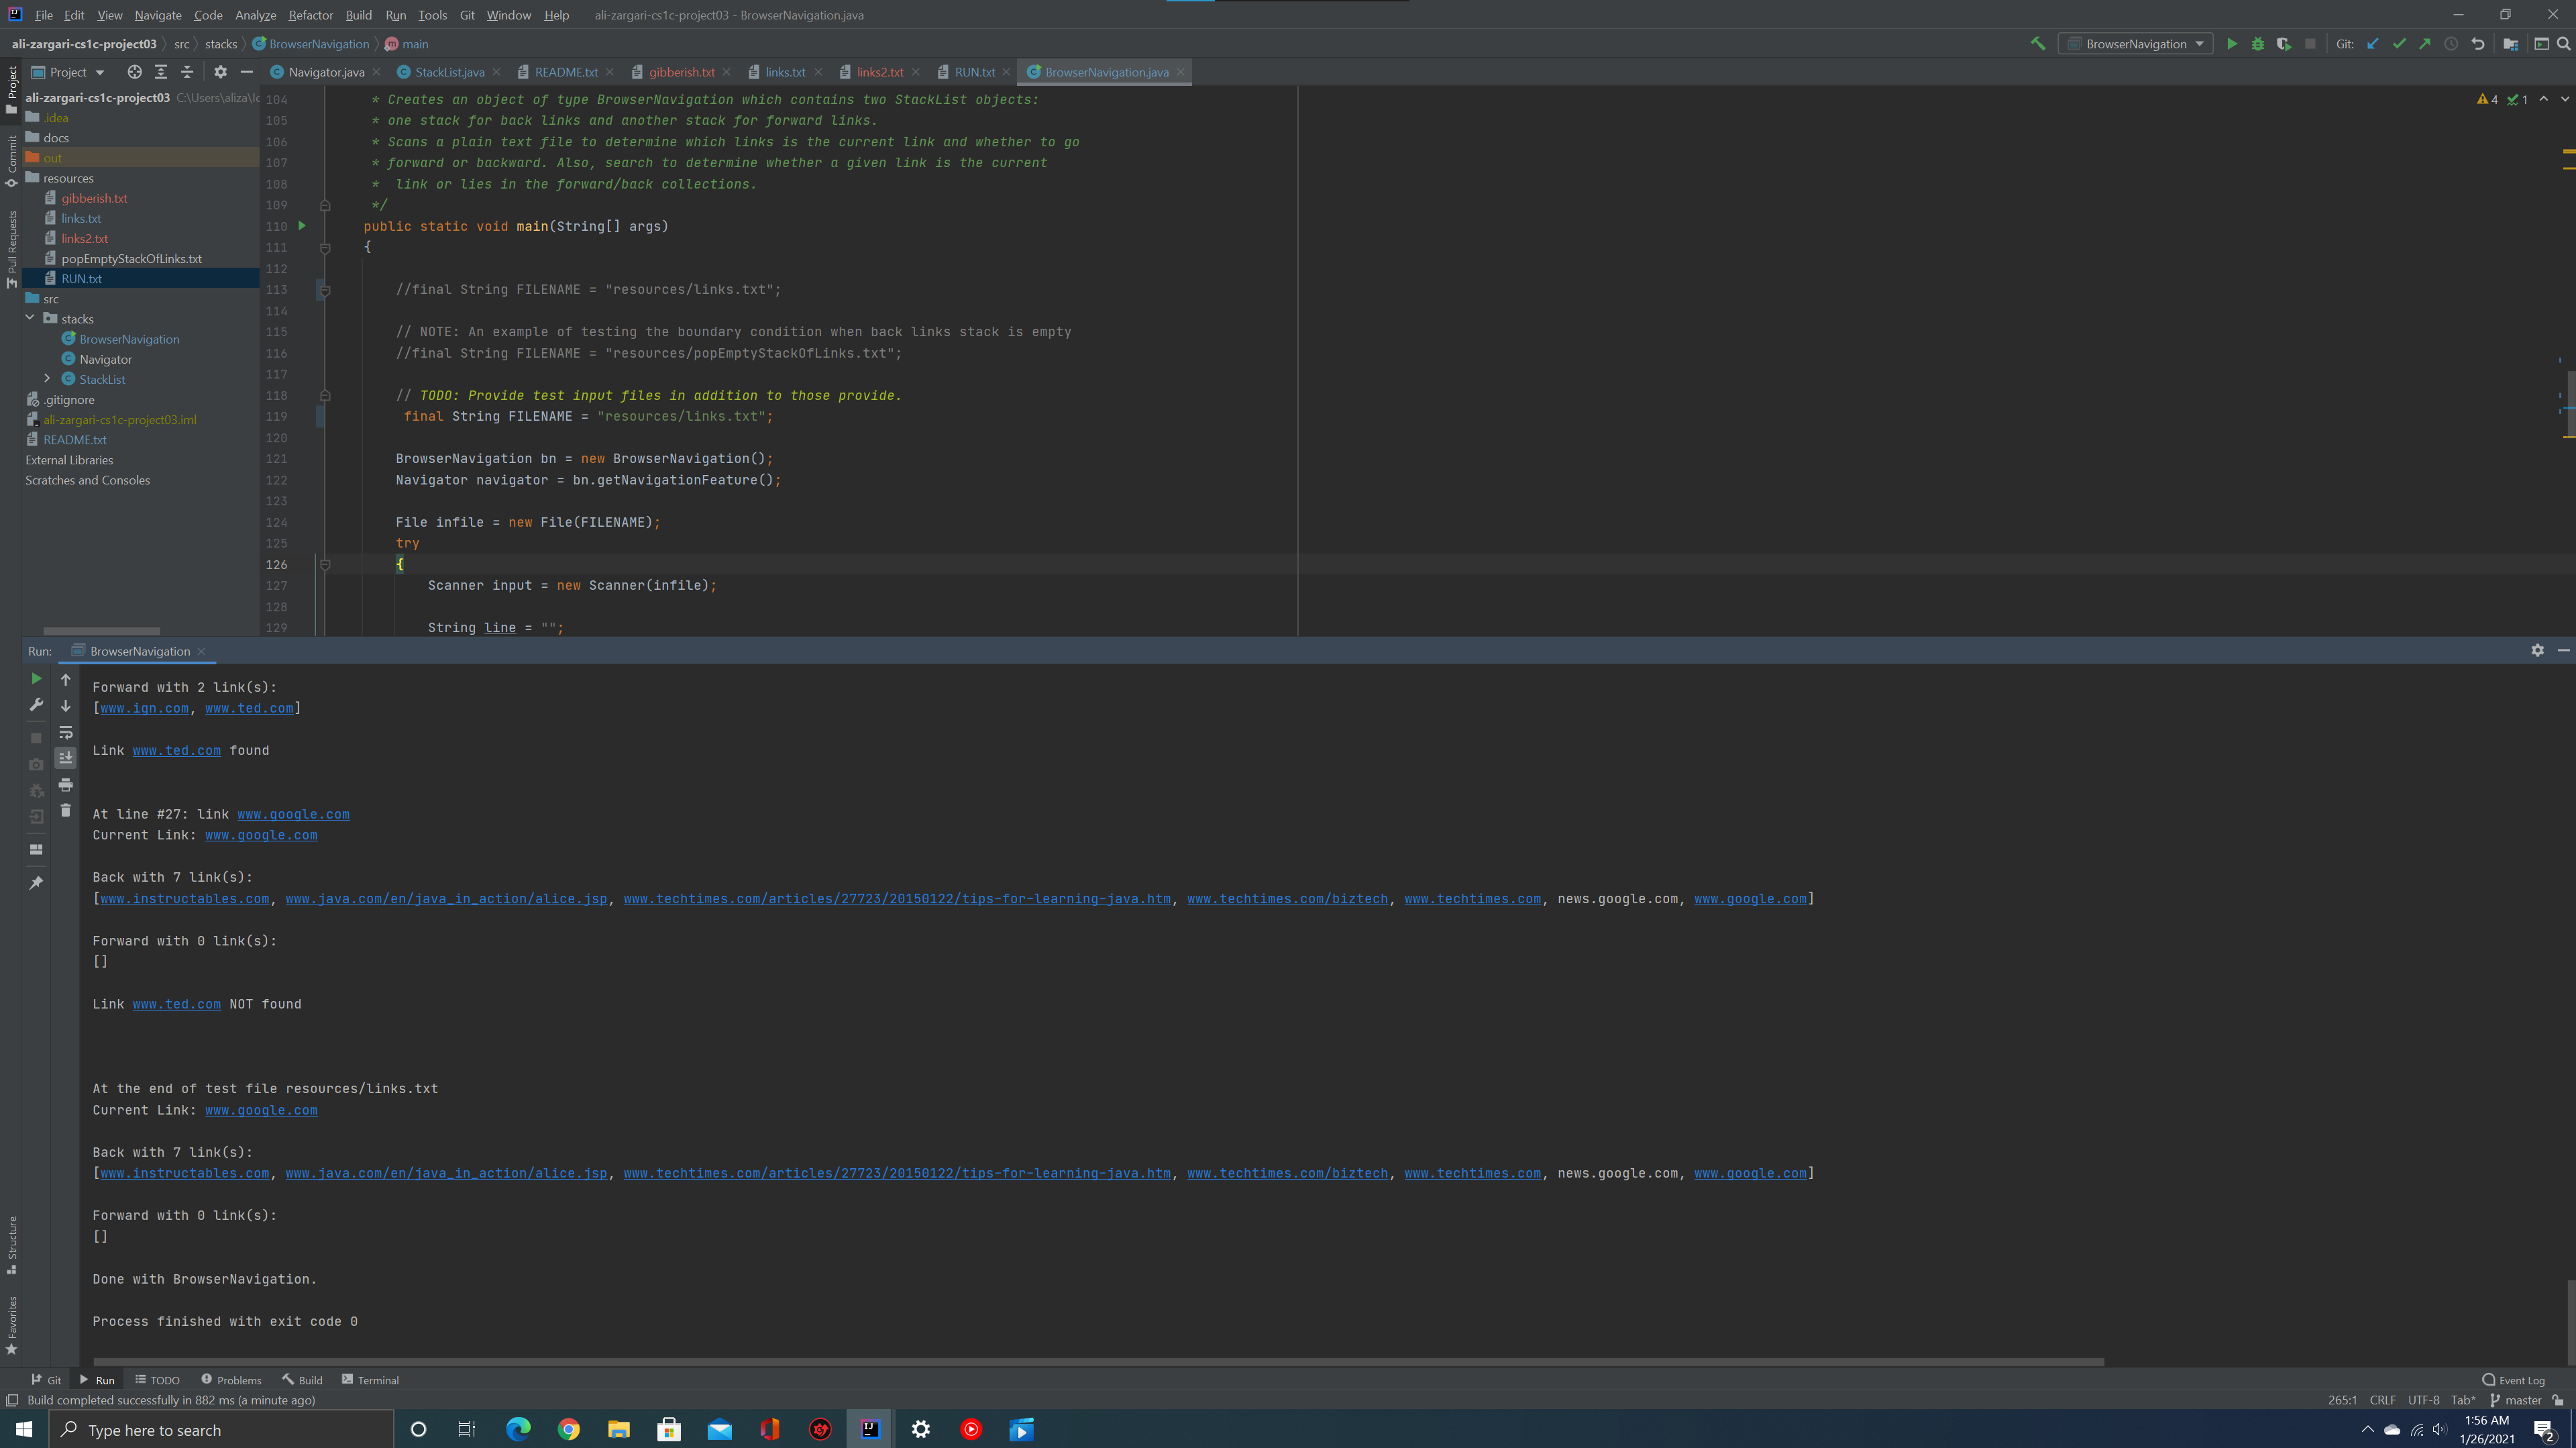 File Edit View Navigate Code Analyze Refactor Build Run Tools Git Window Help ali-zargari-cs1c-project03 - BrowserNavigation.java
ali-zargari-cs1c-project03 src stacks BrowserNavigation main
BrowserNavigation Git:
Project
Navigator.java StackList.java README.txt gibberish.txt links.txt links2.txt RUN.txt BrowserNavigation.java
Project
Commit
Pull Requests
ali-zargari-cs1c-project03 C:\Users\aliza\Ic
.idea
docs
out
resources
gibberish.txt
links.txt
links2.txt
popEmptyStackOfLinks.txt
RUN.txt
src
stacks
BrowserNavigation
Navigator
StackList
.gitignore
ali-zargari-cs1c-project03.iml
README.txt
External Libraries
Scratches and Consoles
4 1
104 * Creates an object of type BrowserNavigation which contains two StackList objects:
105 * one stack for back links and another stack for forward links.
106 * Scans a plain text file to determine which links is the current link and whether to go
107 * forward or backward. Also, search to determine whether a given link is the current
108 * link or lies in the forward/back collections.
109 */
110 public static void main(String[] args)
111 {
112
113 //final String FILENAME = "resources/links.txt";
114
115 // NOTE: An example of testing the boundary condition when back links stack is empty
116 //final String FILENAME = "resources/popEmptyStackOfLinks.txt";
117
118 // TODO: Provide test input files in addition to those provide.
119 final String FILENAME = "resources/links.txt";
120
121 BrowserNavigation bn = new BrowserNavigation();
122 Navigator navigator = bn.getNavigationFeature();
123
124 File infile = new File(FILENAME);
125 try
126 {
127 Scanner input = new Scanner(infile);
128
129 String line = "";
Run: BrowserNavigation
Forward with 2 link(s):
[www.ign.com, www.ted.com]
Link www.ted.com found
At line #27: link www.google.com
Current Link: www.google.com
Back with 7 link(s):
[www.instructables.com, www.java.com/en/java_in_action/alice.jsp, www.techtimes.com/articles/27723/20150122/tips-for-learning-java.htm, www.techtimes.com/biztech, www.techtimes.com, news.google.com, www.google.com]
Forward with 0 link(s):
[]
Link www.ted.com NOT found
At the end of test file resources/links.txt
Current Link: www.google.com
Back with 7 link(s):
[www.instructables.com, www.java.com/en/java_in_action/alice.jsp, www.techtimes.com/articles/27723/20150122/tips-for-learning-java.htm, www.techtimes.com/biztech, www.techtimes.com, news.google.com, www.google.com]
Forward with 0 link(s):
[]
Done with BrowserNavigation.
Process finished with exit code 0
Structure
Favorites
Git Run TODO Problems Build Terminal Event Log
Build completed successfully in 882 ms (a minute ago) 265:1 CRLF UTF-8 Tab* master
Type here to search
1:56 AM
1/26/2021
2